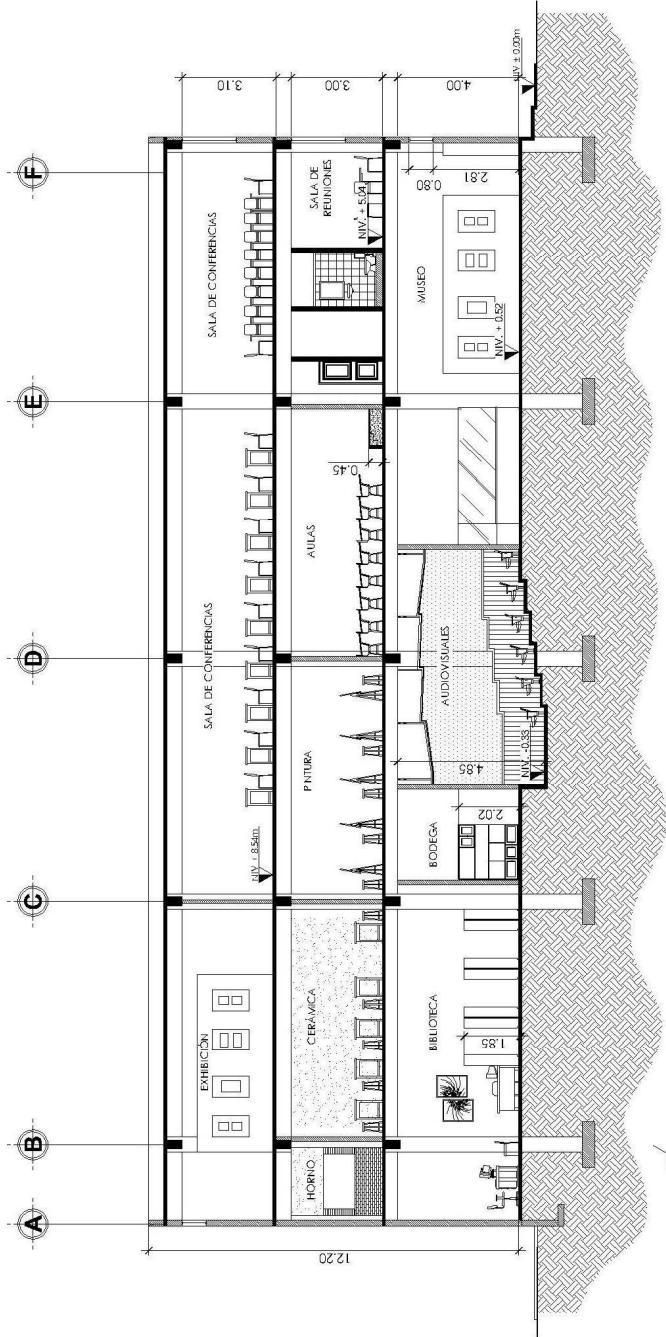 A
B
C
D
E
F
EXHIBICIÓN
SALA DE CONFERENCIAS
SALA DE CONFERENCIAS
3.10
NIV. + 8.54m
HORNO
CERÁMICA
PINTURA
AULAS
0.45
SALA DE
REUNIONES
NIV. + 5.04
3.00
12.20
BIBLIOTECA
1.85
BODEGA
2.02
4.85
AUDIOVISUALES
NIV. -0.33
MUSEO
NIV. + 0.52
0.80
2.81
4.00
NIV ± 0.00m